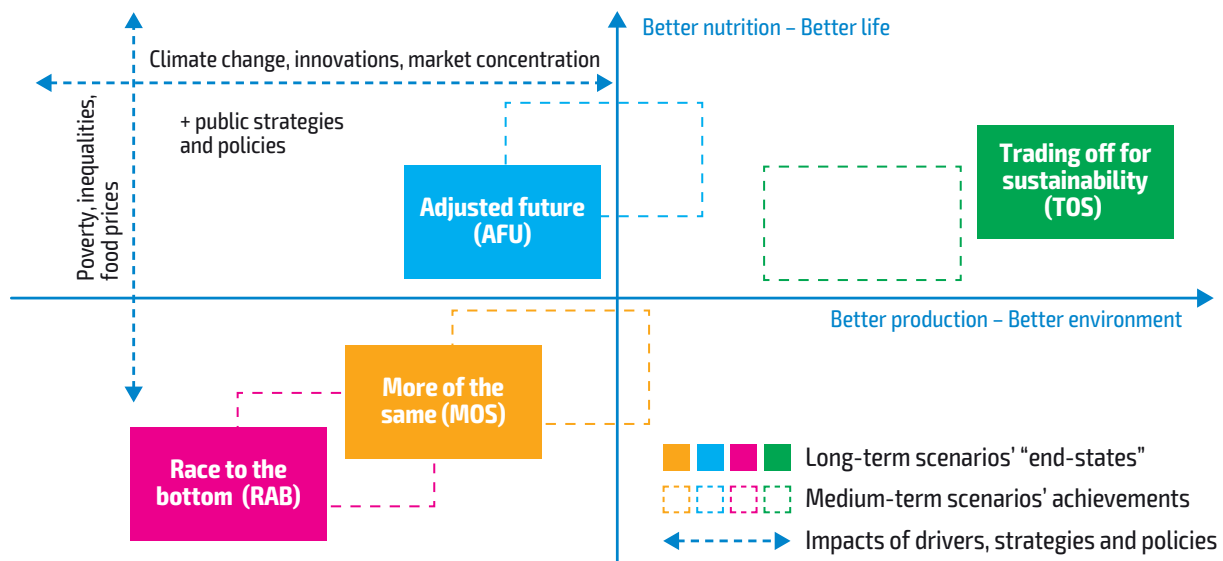 Better nutrition – Better life
Climate change, innovations, market concentration
+ public strategies
and policies
Poverty, inequalities,
food prices
Adjusted future
(AFU)
Trading off for
sustainability
(TOS)
Better production – Better environment
More of the
same (MOS)
Race to the
bottom (RAB)
Long-term scenarios’ “end-states”
Medium-term scenarios’ achievements
Impacts of drivers, strategies and policies